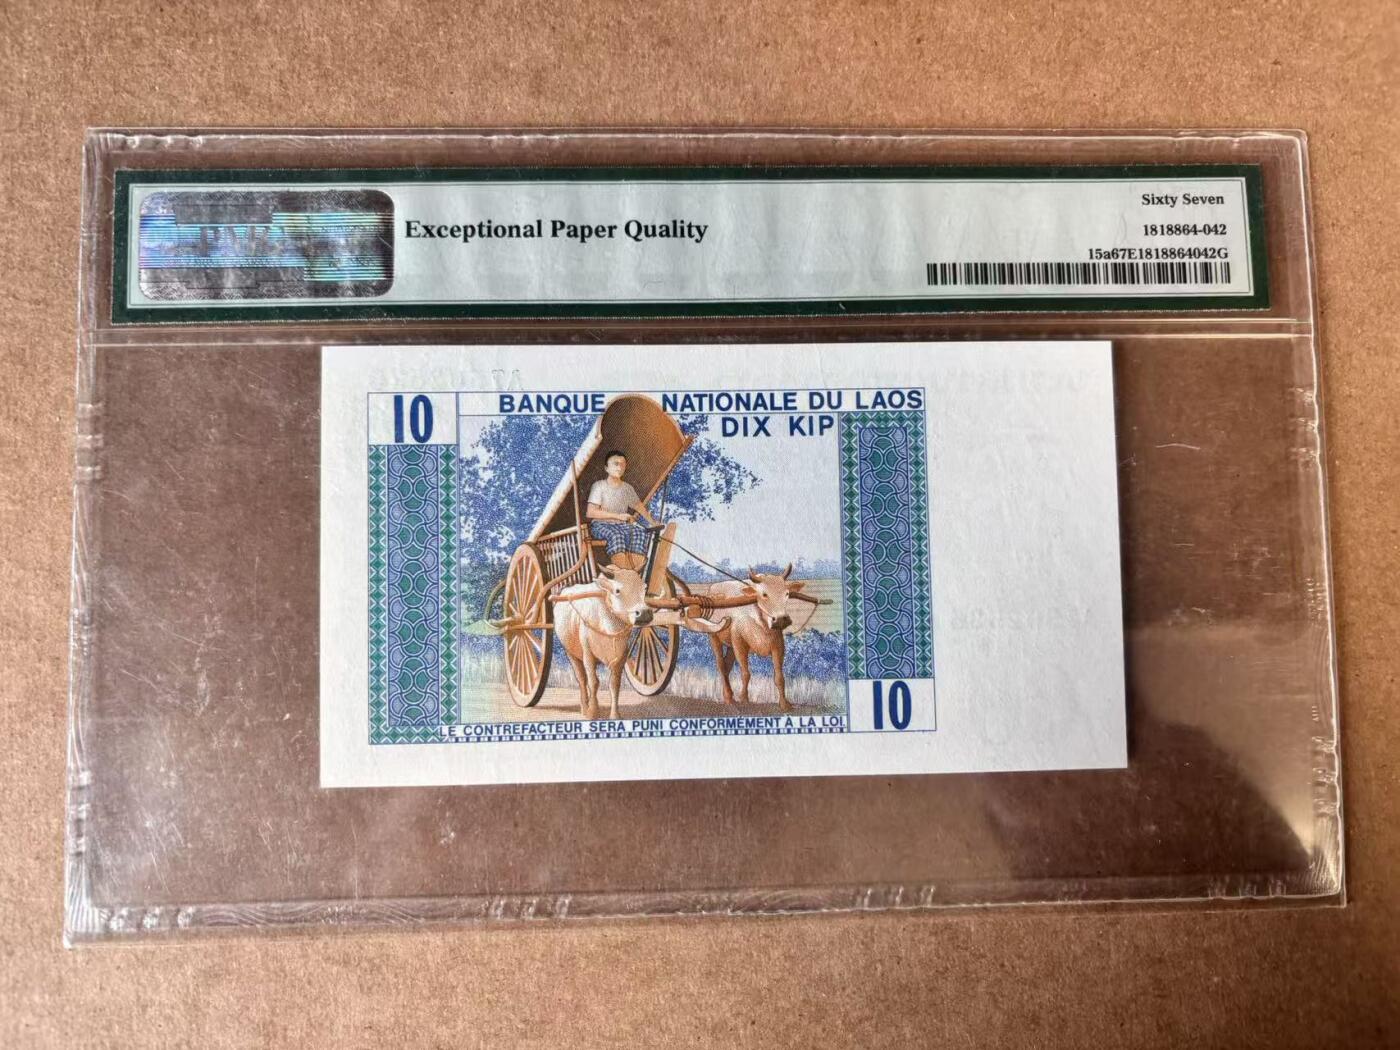 Exceptional Paper Quality
Sixty Seven
1818864-042
15a67E1818864042G
10
BANQUE NATIONALE DU LAOS
DIX KIP
10
LE CONTREFACTEUR SERA PUNI CONFORMÉMENT À LA LOI.